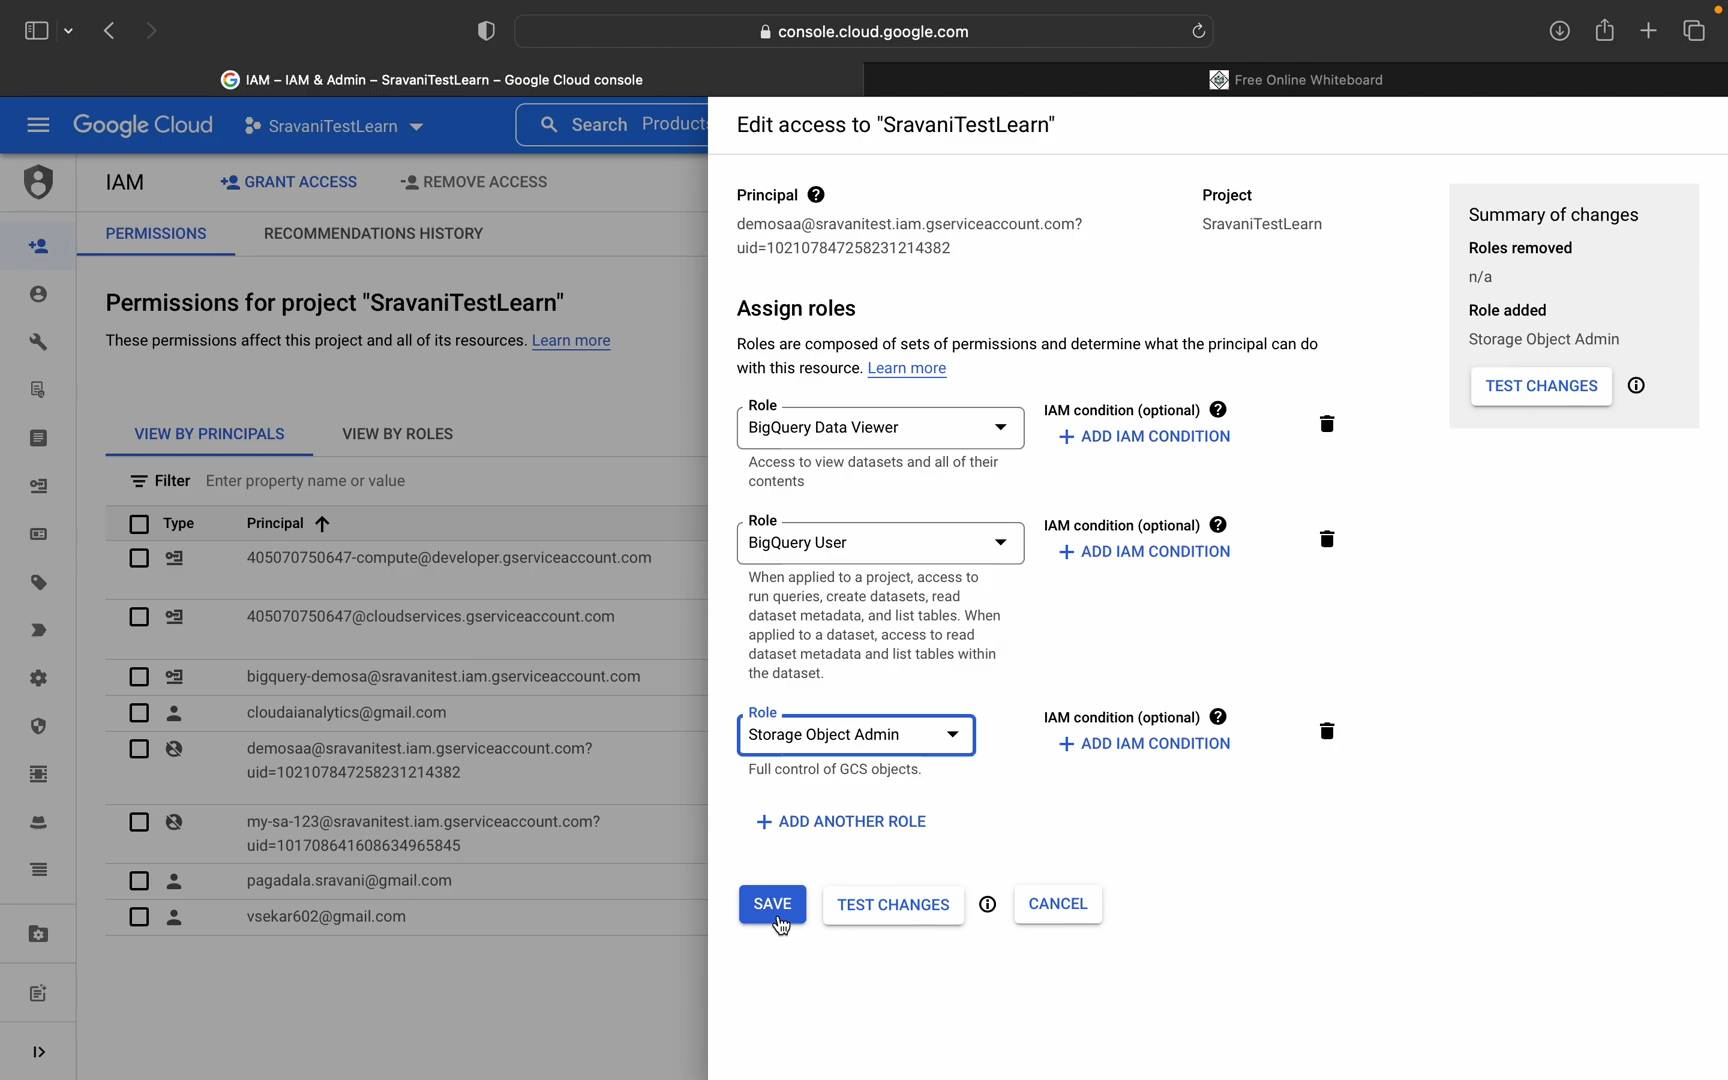 console.cloud.google.com
IAM – IAM & Admin – SravaniTestLearn – Google Cloud console
Free Online Whiteboard
Google Cloud
SravaniTestLearn
Search Products
IAM
GRANT ACCESS
REMOVE ACCESS
PERMISSIONS
RECOMMENDATIONS HISTORY
Permissions for project "SravaniTestLearn"
These permissions affect this project and all of its resources. Learn more
VIEW BY PRINCIPALS
VIEW BY ROLES
Filter Enter property name or value
Type Principal
405070750647-compute@developer.gserviceaccount.com
405070750647@cloudservices.gserviceaccount.com
bigquery-demosa@sravanitest.iam.gserviceaccount.com
cloudaianalytics@gmail.com
demosaa@sravanitest.iam.gserviceaccount.com?
uid=102107847258231214382
my-sa-123@sravanitest.iam.gserviceaccount.com?
uid=101708641608634965845
pagadala.sravani@gmail.com
vsekar602@gmail.com
Edit access to "SravaniTestLearn"
Principal
demosaa@sravanitest.iam.gserviceaccount.com?
uid=102107847258231214382
Project
SravaniTestLearn
Assign roles
Roles are composed of sets of permissions and determine what the principal can do
with this resource. Learn more
Role
BigQuery Data Viewer
Access to view datasets and all of their
contents
IAM condition (optional)
+ ADD IAM CONDITION
Role
BigQuery User
When applied to a project, access to
run queries, create datasets, read
dataset metadata, and list tables. When
applied to a dataset, access to read
dataset metadata and list tables within
the dataset.
IAM condition (optional)
+ ADD IAM CONDITION
Role
Storage Object Admin
Full control of GCS objects.
IAM condition (optional)
+ ADD IAM CONDITION
+ ADD ANOTHER ROLE
SAVE
TEST CHANGES
CANCEL
Summary of changes
Roles removed
n/a
Role added
Storage Object Admin
TEST CHANGES